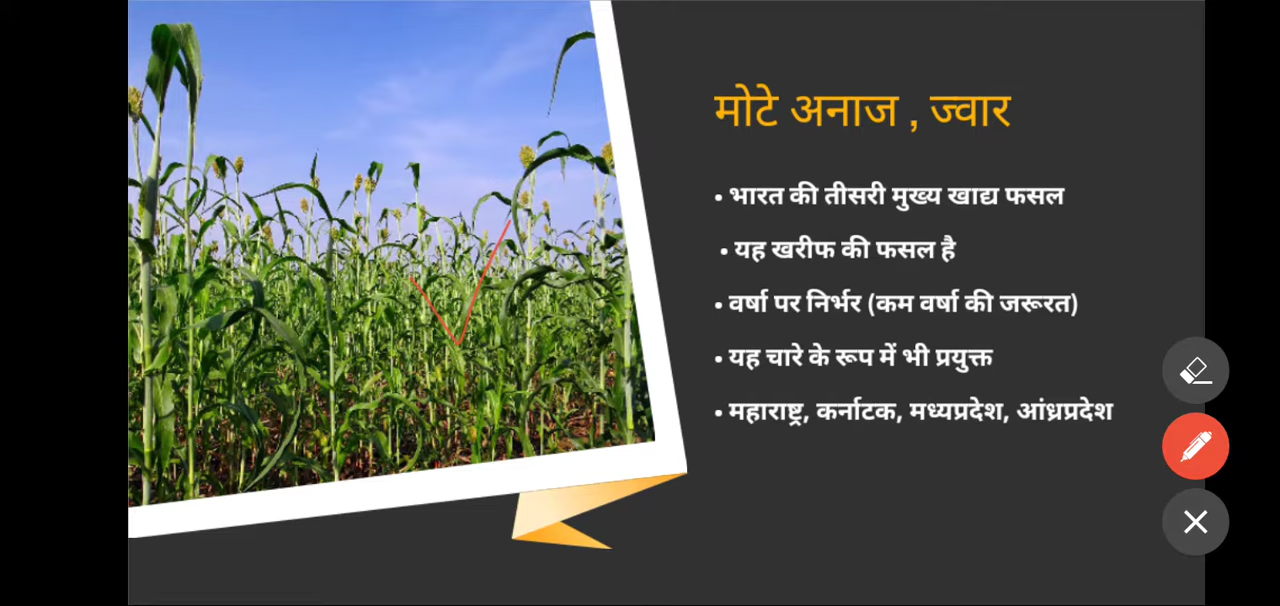 मोटे अनाज , ज्वार
• भारत की तीसरी मुख्य खाद्य फसल
• यह खरीफ की फसल है
• वर्षा पर निर्भर (कम वर्षा की जरूरत)
• यह चारे के रूप में भी प्रयुक्त
• महाराष्ट्र, कर्नाटक, मध्यप्रदेश, आंध्रप्रदेश